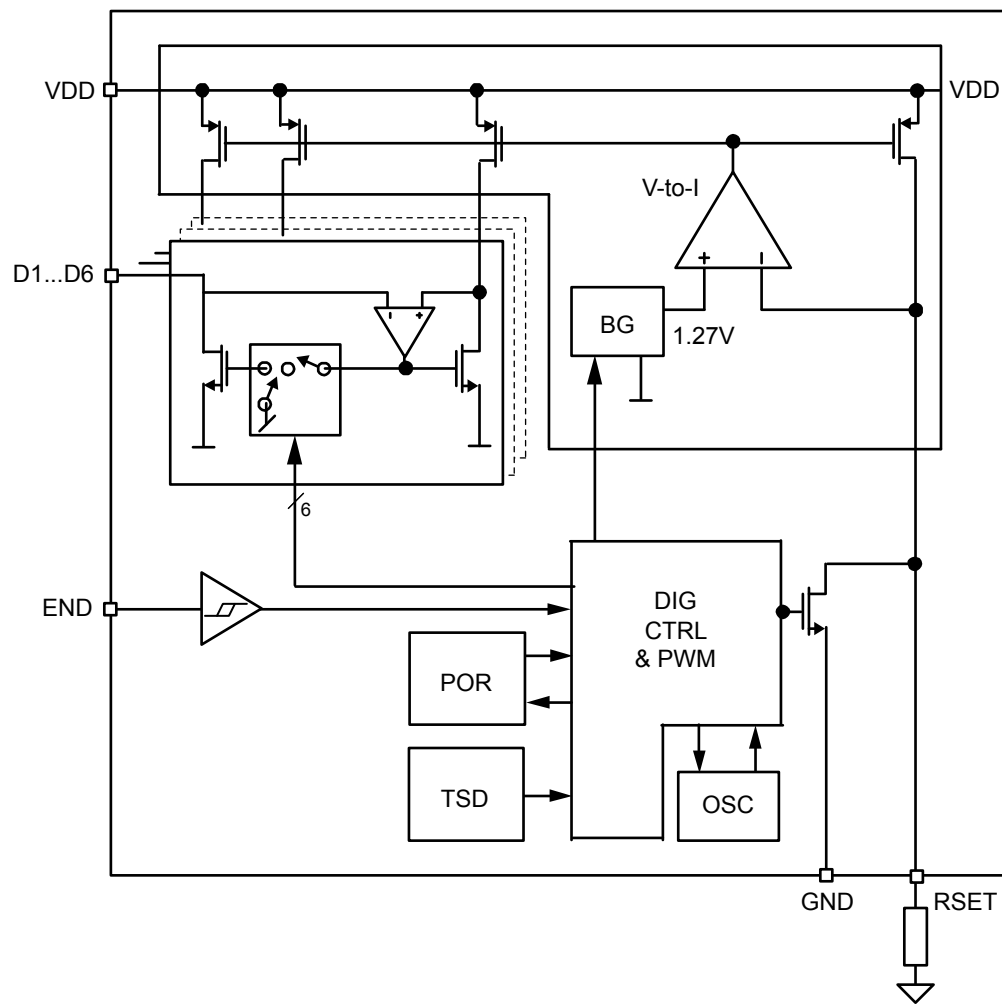 VDD
VDD
V-to-I
+
–
D1...D6
–
+
BG
1.27V
6
END
DIG
CTRL
& PWM
POR
TSD
OSC
GND
RSET